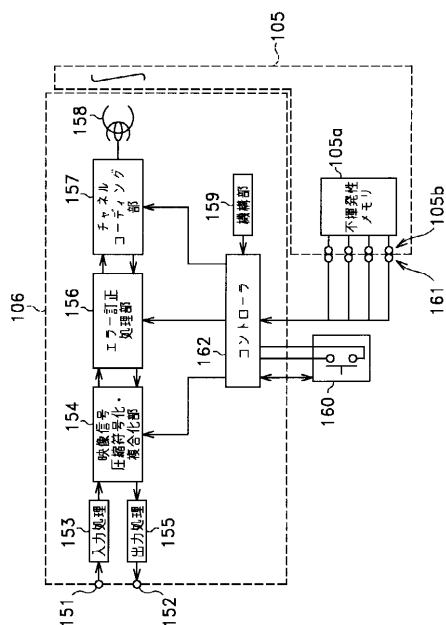 106
105
151
152
153
入力処理
155
出力処理
154
映像信号
圧縮符号化・
複合化部
156
エラー訂正
処理部
157
チャネル
コーディング
部
158
159
機構部
162
コントローラ
160
161
105b
105a
不揮発性
メモリ